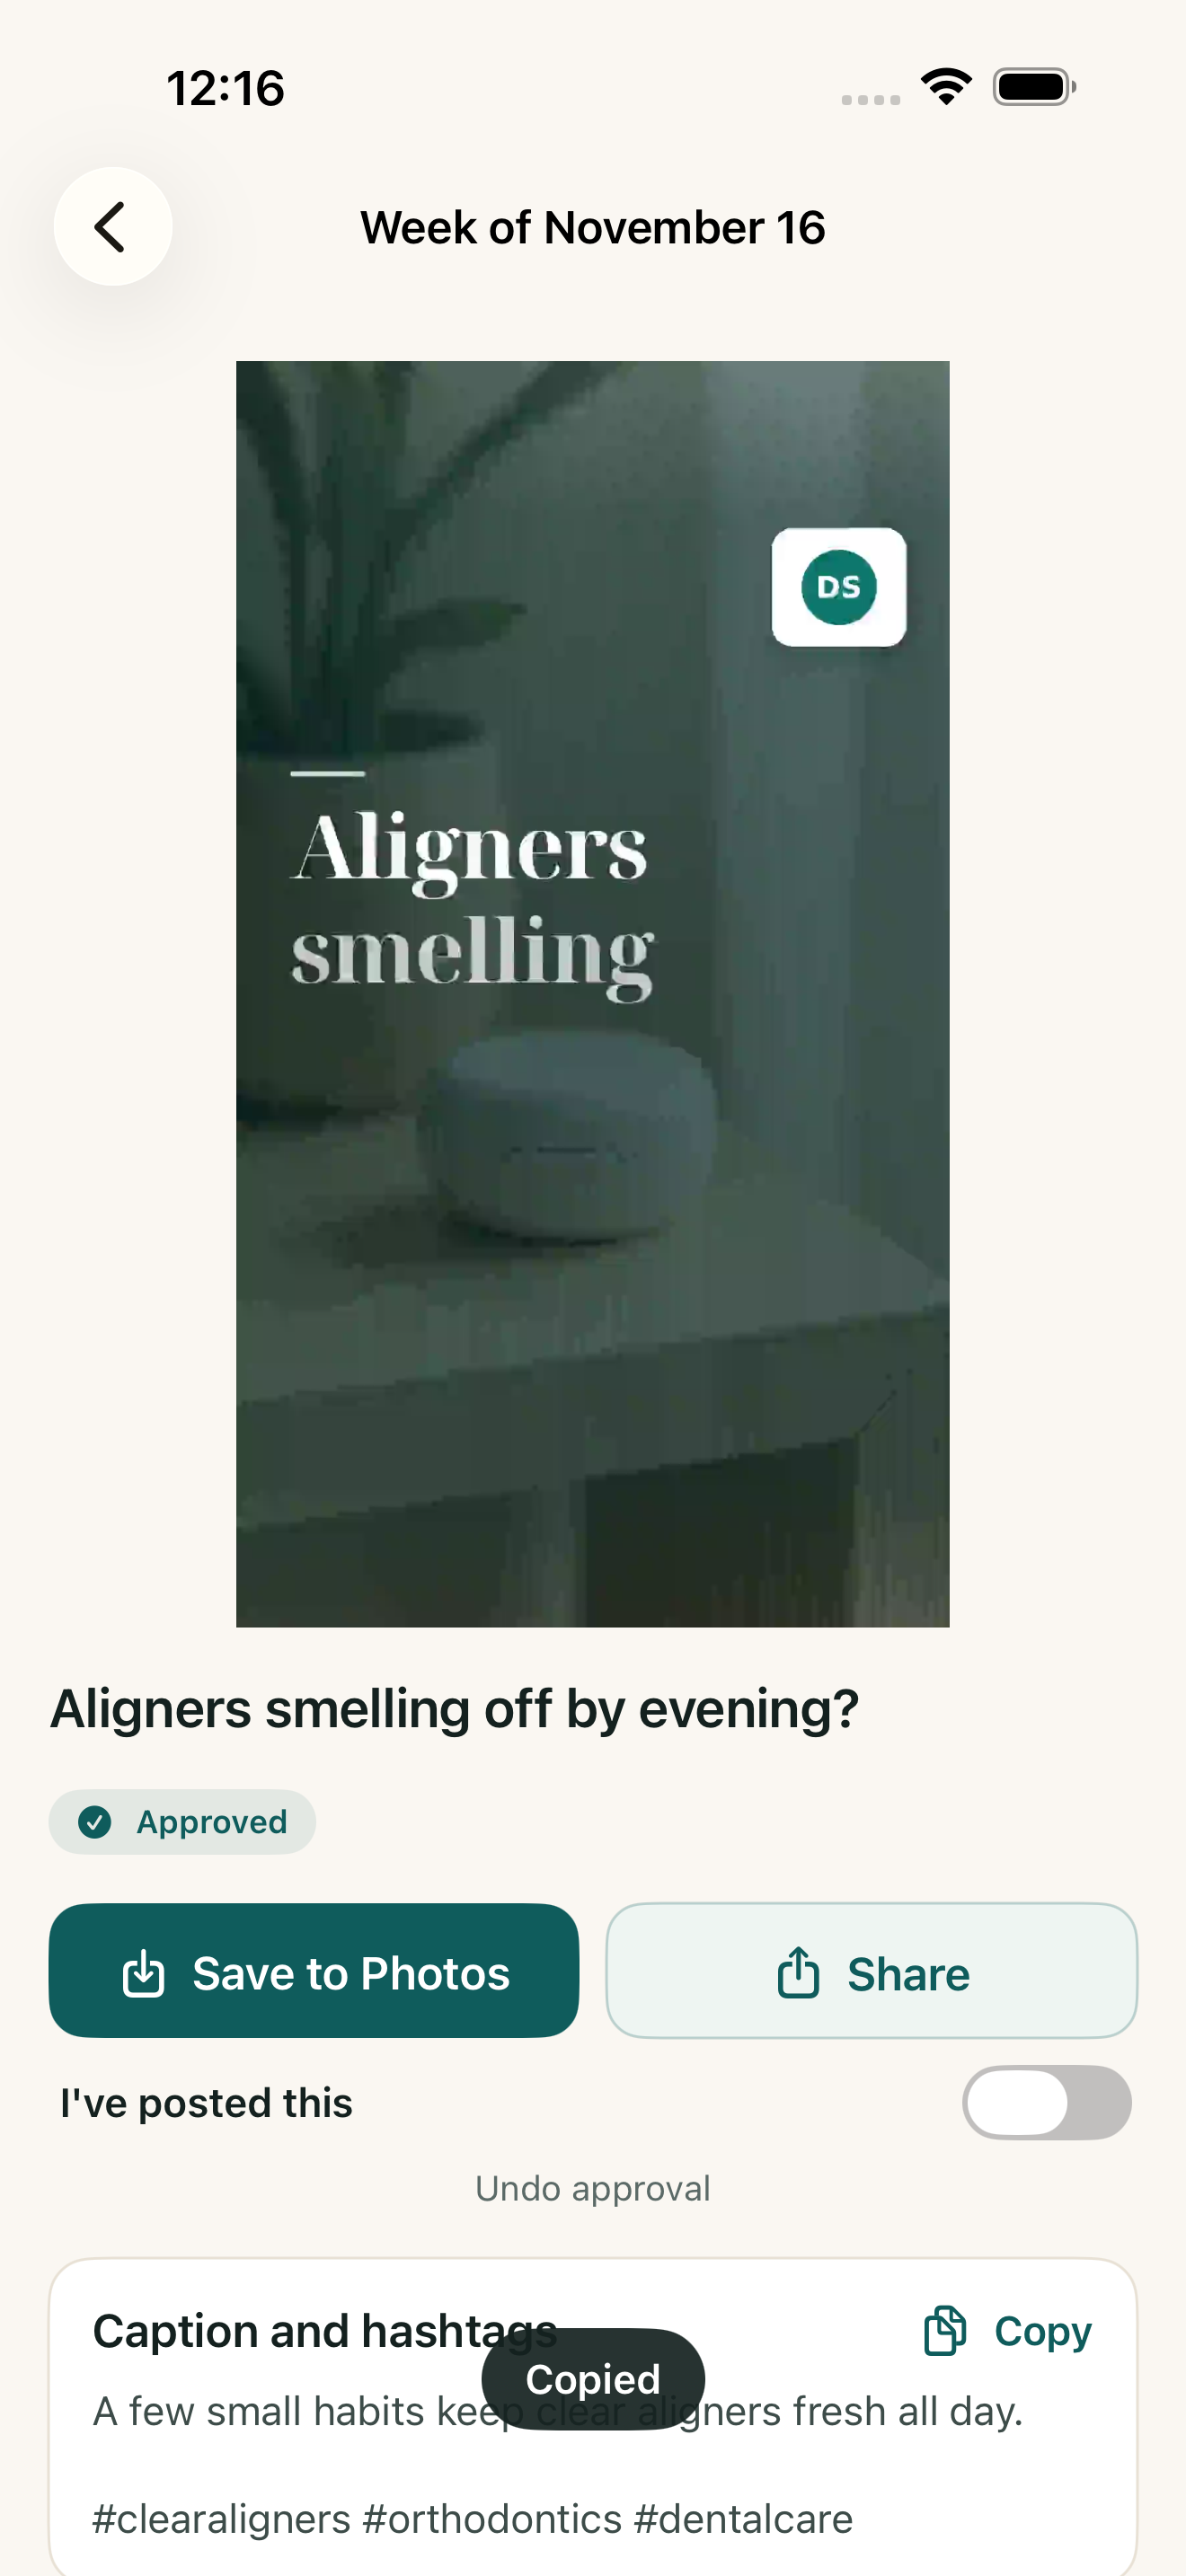 12:16
Week of November 16
DS
Aligners
smelling
Aligners smelling off by evening?
Approved
Save to Photos
Share
I've posted this
Undo approval
Caption and hashtags
Copy
Copied
A few small habits keep clear aligners fresh all day.
#clearaligners #orthodontics #dentalcare